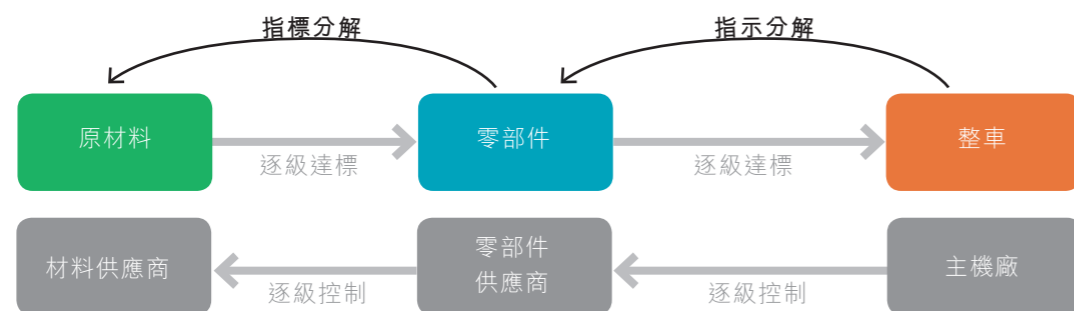 指標分解
指示分解
原材料
零部件
整車
逐級達標
逐級達標
材料供應商
零部件
供應商
主機廠
逐級控制
逐級控制